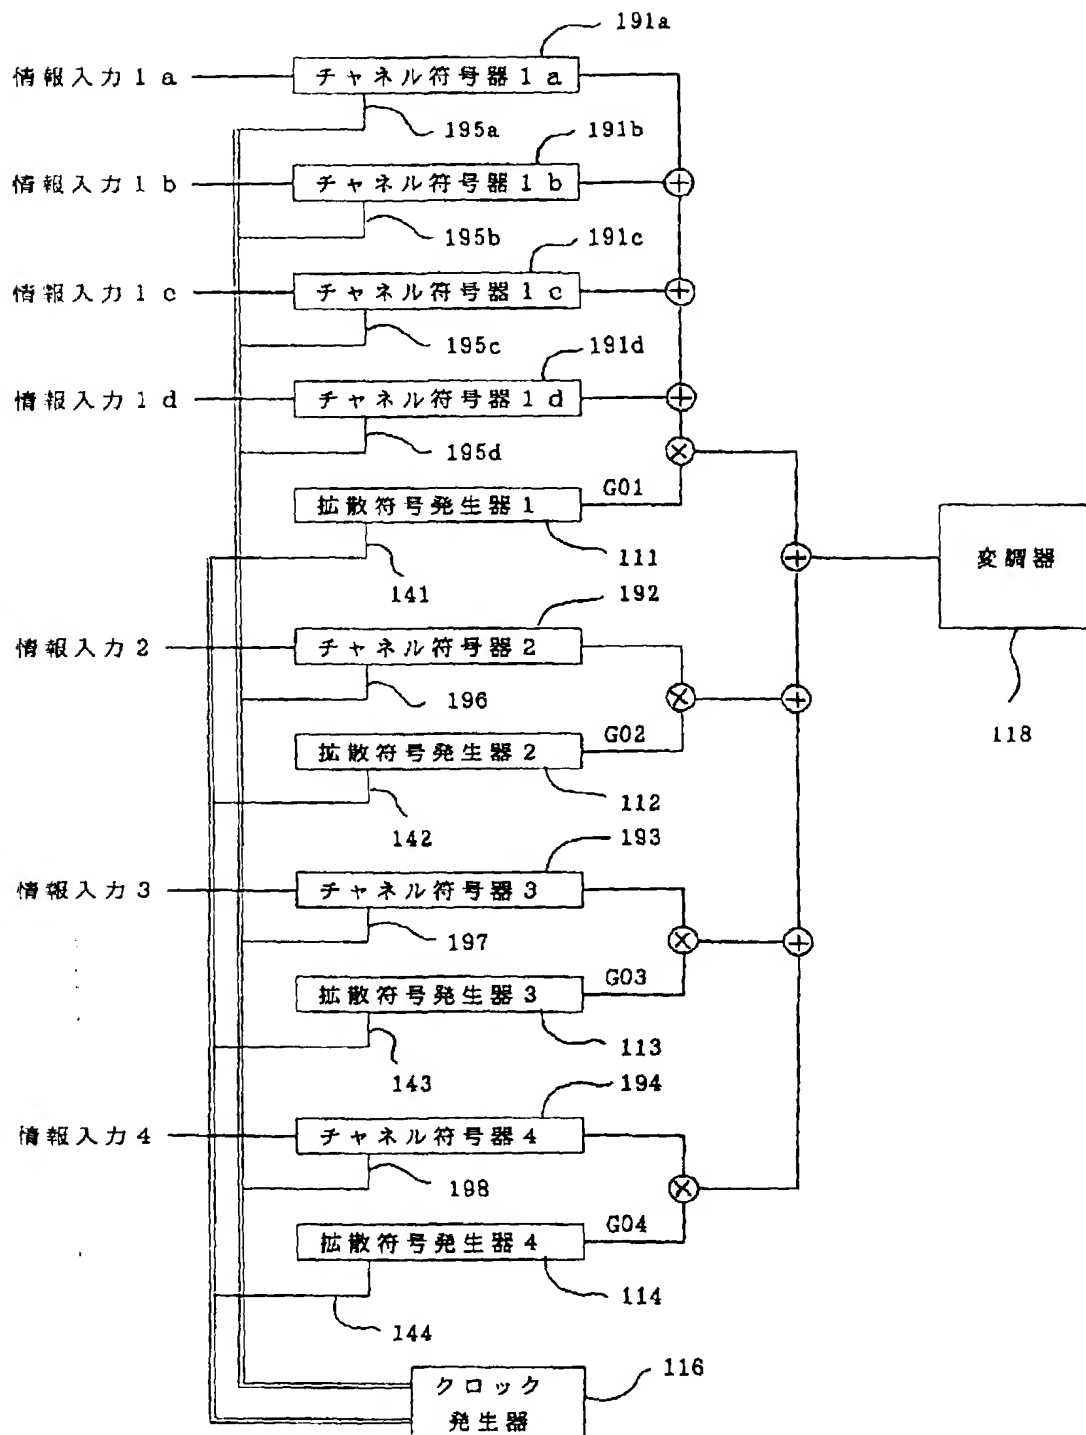 191a
情報入力1a
チャネル符号器1a
195a
191b
情報入力1b
チャネル符号器1b
195b
191c
情報入力1c
チャネル符号器1c
195c
191d
情報入力1d
チャネル符号器1d
195d
拡散符号発生器1
G01
111
141
変調器
118
192
情報入力2
チャネル符号器2
196
拡散符号発生器2
G02
112
142
193
情報入力3
チャネル符号器3
197
拡散符号発生器3
G03
113
143
194
情報入力4
チャネル符号器4
198
拡散符号発生器4
G04
114
144
116
クロック
発生器